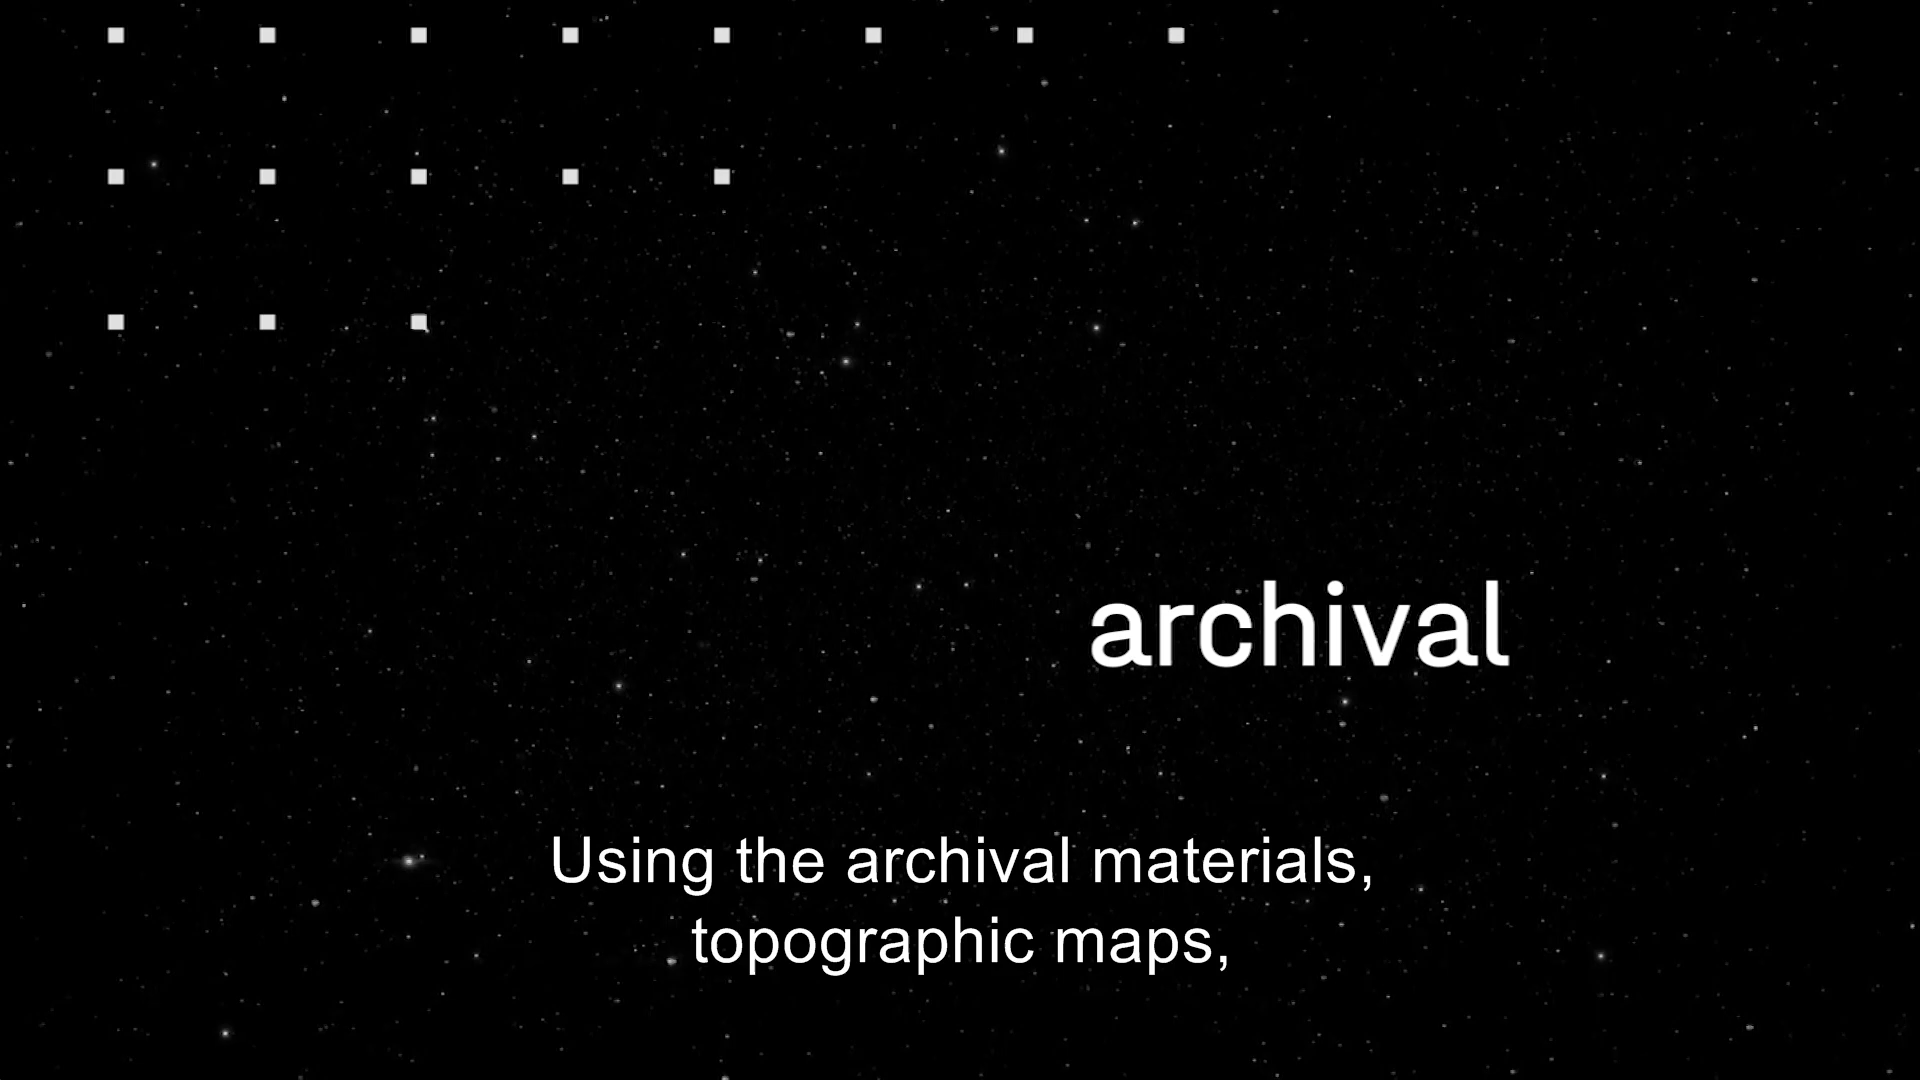 archival
Using the archival materials,
topographic maps,